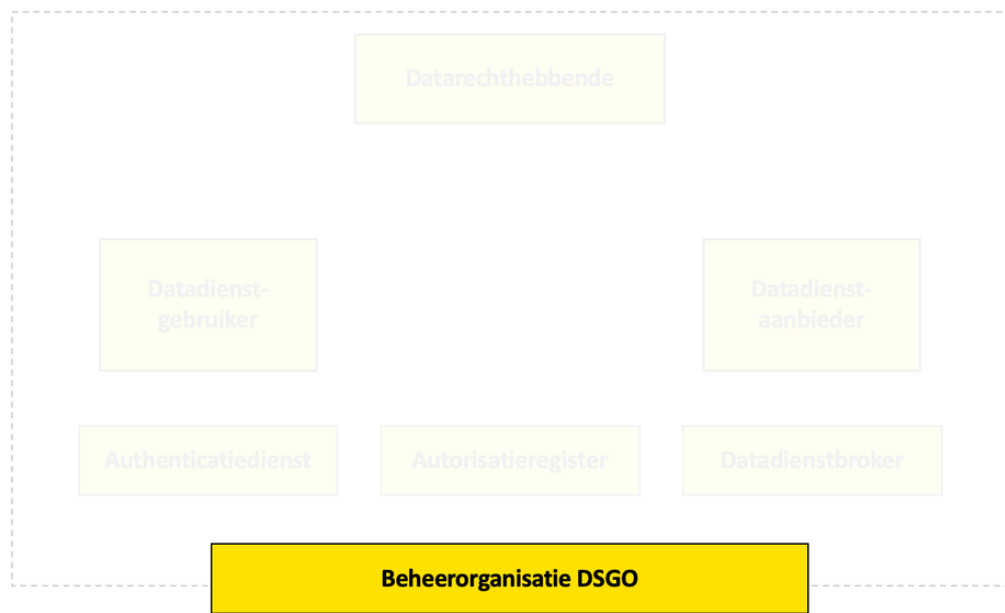 Datarechthebbende
Datadienst-
gebruiker
Datadienst-
aanbieder
Authenticatiedienst
Autorisatieregister
Datadienstbroker
Beheerorganisatie DSGO